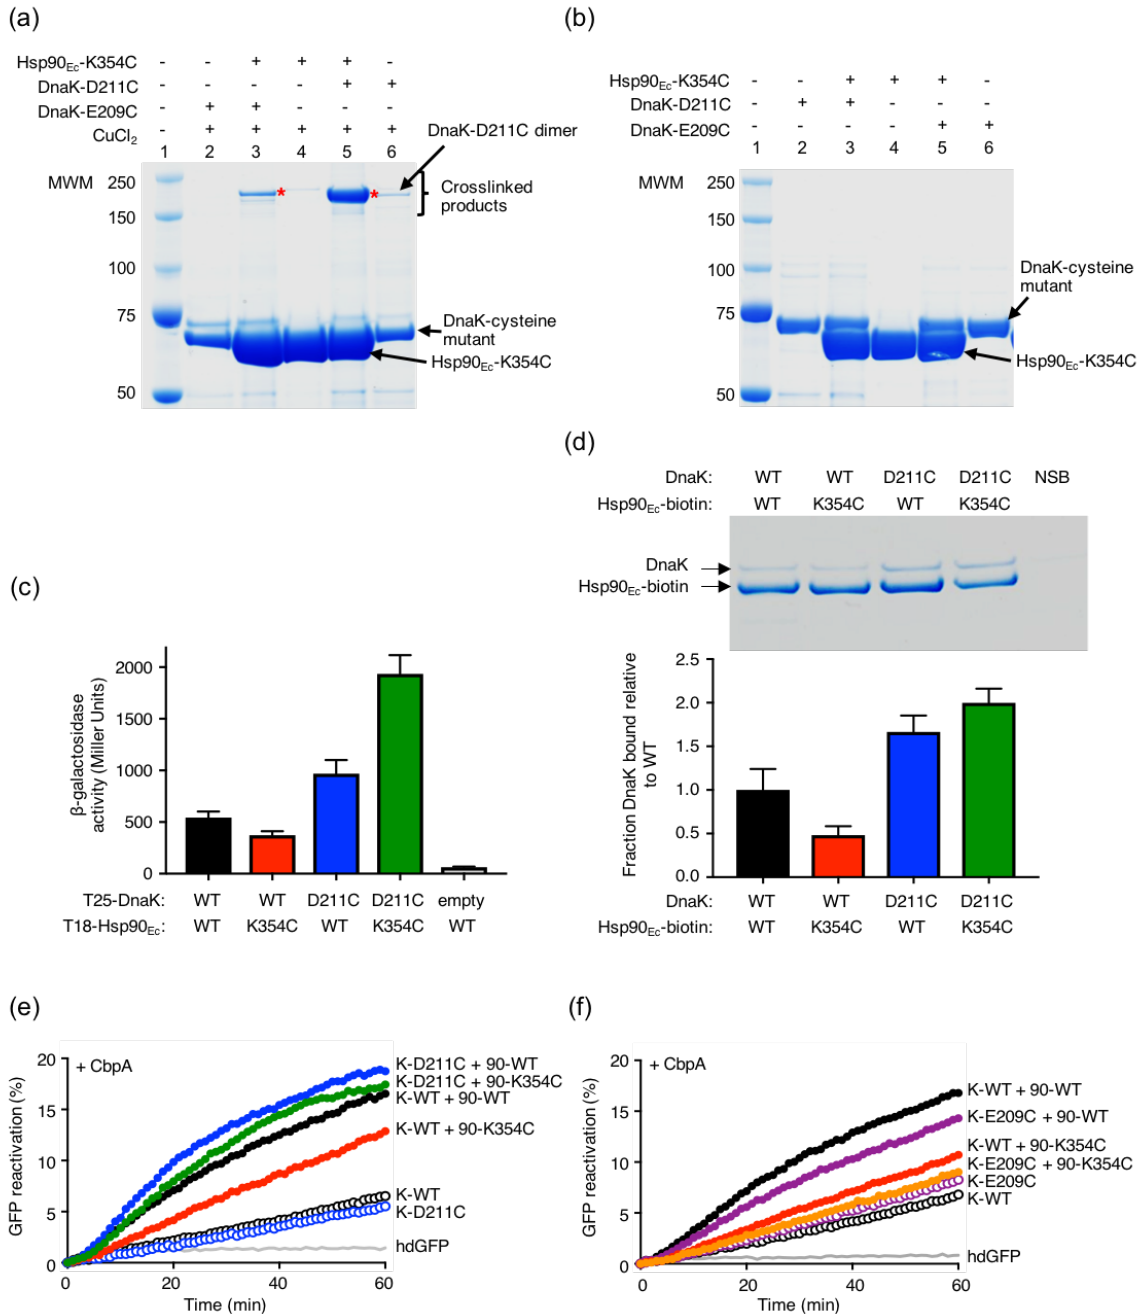 (a)
Hsp90Ec-K354C - - + + + -
DnaK-D211C - - - - + +
DnaK-E209C - + + - - -
CuCl2 - + + + + +
1 2 3 4 5 6
DnaK-D211C dimer
MWM
250
150
100
75
50
*
*
Crosslinked
products
DnaK-cysteine
mutant
Hsp90Ec-K354C
(b)
Hsp90Ec-K354C - - + + + -
DnaK-D211C - + + - - -
DnaK-E209C - - - - + +
1 2 3 4 5 6
MWM
250
150
100
75
50
DnaK-cysteine
mutant
Hsp90Ec-K354C
(c)
β-galactosidase
activity (Miller Units)
2000
1500
1000
500
0
T25-DnaK: WT WT D211C D211C empty
T18-Hsp90Ec: WT K354C WT K354C WT
(d)
DnaK: WT WT D211C D211C NSB
Hsp90Ec-biotin: WT K354C WT K354C
DnaK
Hsp90Ec-biotin
Fraction DnaK bound relative
to WT
2.5
2.0
1.5
1.0
0.5
0.0
DnaK: WT WT D211C D211C
Hsp90Ec-biotin: WT K354C WT K354C
(e)
+ CbpA
GFP reactivation (%)
20
15
10
5
0
0 20 40 60
Time (min)
K-D211C + 90-WT
K-D211C + 90-K354C
K-WT + 90-WT
K-WT + 90-K354C
K-WT
K-D211C
hdGFP
(f)
+ CbpA
GFP reactivation (%)
20
15
10
5
0
0 20 40 60
Time (min)
K-WT + 90-WT
K-E209C + 90-WT
K-WT + 90-K354C
K-E209C + 90-K354C
K-E209C
K-WT
hdGFP